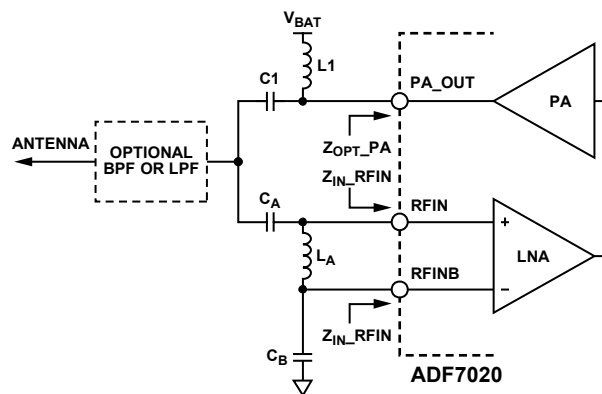 VBAT
L1
C1
PA_OUT
PA
ZOPT_PA
ANTENNA
OPTIONAL
BPF OR LPF
ZIN_RFIN
CA
RFIN
+
LA
LNA
RFINB
−
ZIN_RFIN
CB
ADF7020